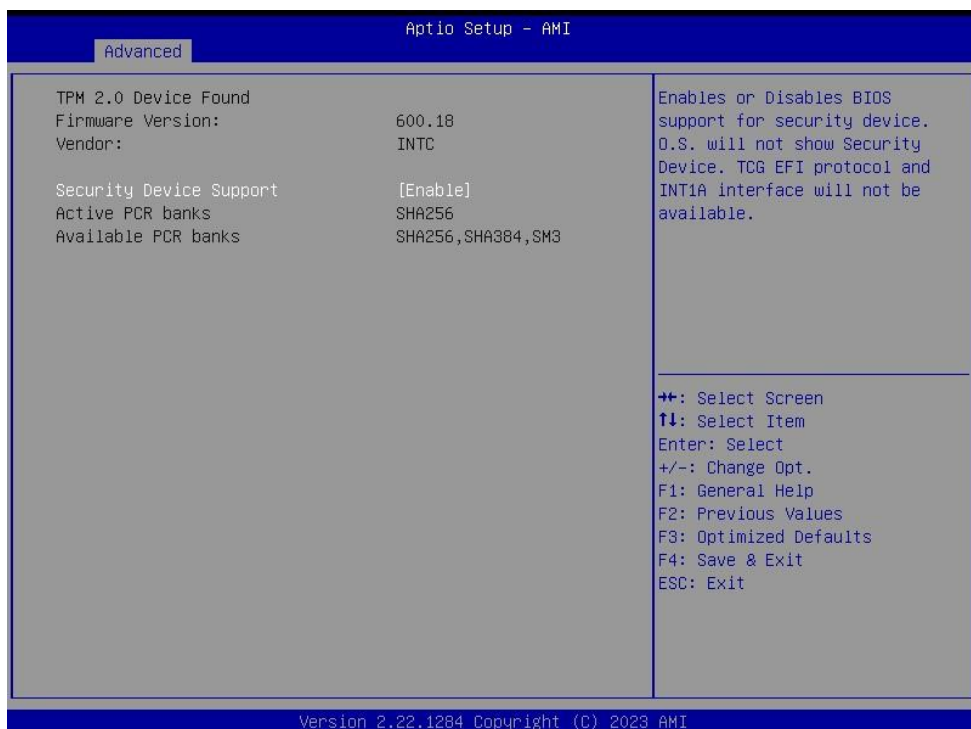 Aptio Setup – AMI
Advanced
TPM 2.0 Device Found
Firmware Version: 600.18
Vendor: INTC
Security Device Support [Enable]
Active PCR banks SHA256
Available PCR banks SHA256,SHA384,SM3
Enables or Disables BIOS
support for security device.
O.S. will not show Security
Device. TCG EFI protocol and
INT1A interface will not be
available.
→←: Select Screen
↑↓: Select Item
Enter: Select
+/-: Change Opt.
F1: General Help
F2: Previous Values
F3: Optimized Defaults
F4: Save & Exit
ESC: Exit
Version 2.22.1284 Copyright (C) 2023 AMI